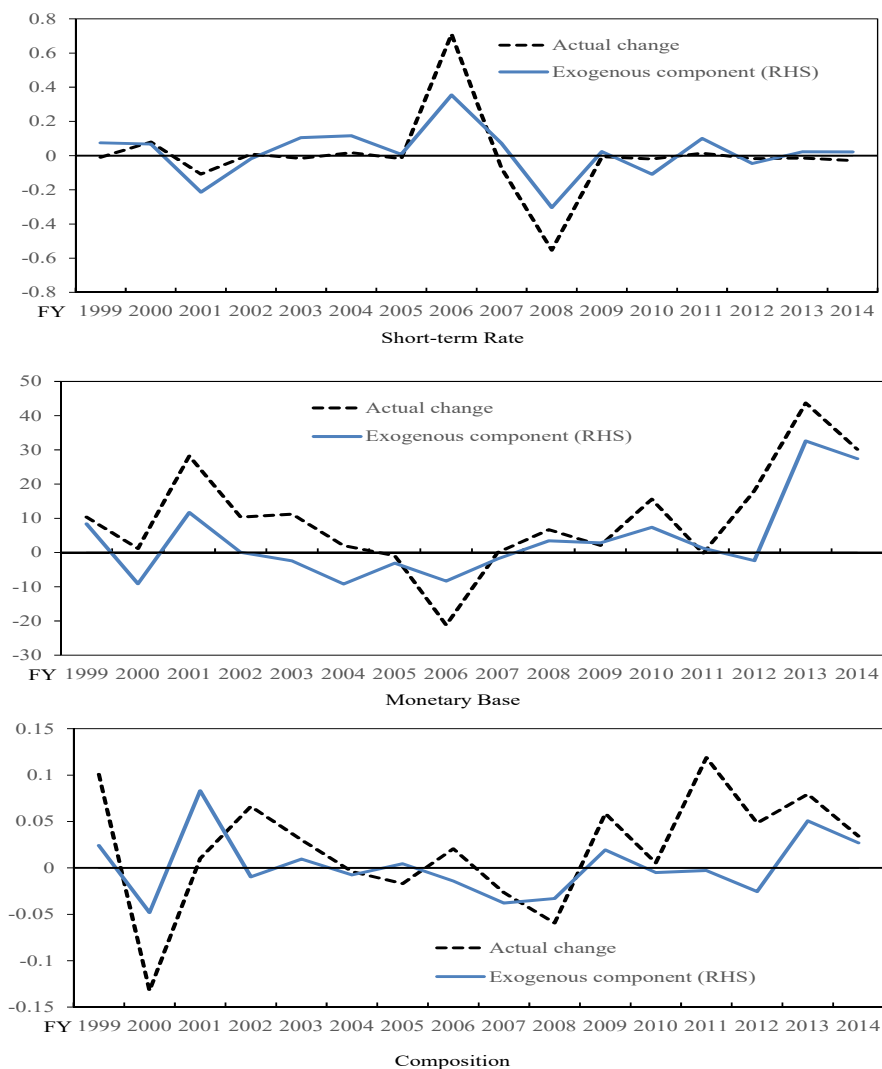 0.8
0.6
0.4
0.2
0
-0.2
-0.4
-0.6
-0.8
Actual change
Exogenous component (RHS)
FY 1999 2000 2001 2002 2003 2004 2005 2006 2007 2008 2009 2010 2011 2012 2013 2014
Short-term Rate
50
40
30
20
10
0
-10
-20
-30
Actual change
Exogenous component (RHS)
FY 1999 2000 2001 2002 2003 2004 2005 2006 2007 2008 2009 2010 2011 2012 2013 2014
Monetary Base
0.15
0.1
0.05
0
-0.05
-0.1
-0.15
Actual change
Exogenous component (RHS)
FY 1999 2000 2001 2002 2003 2004 2005 2006 2007 2008 2009 2010 2011 2012 2013 2014
Composition